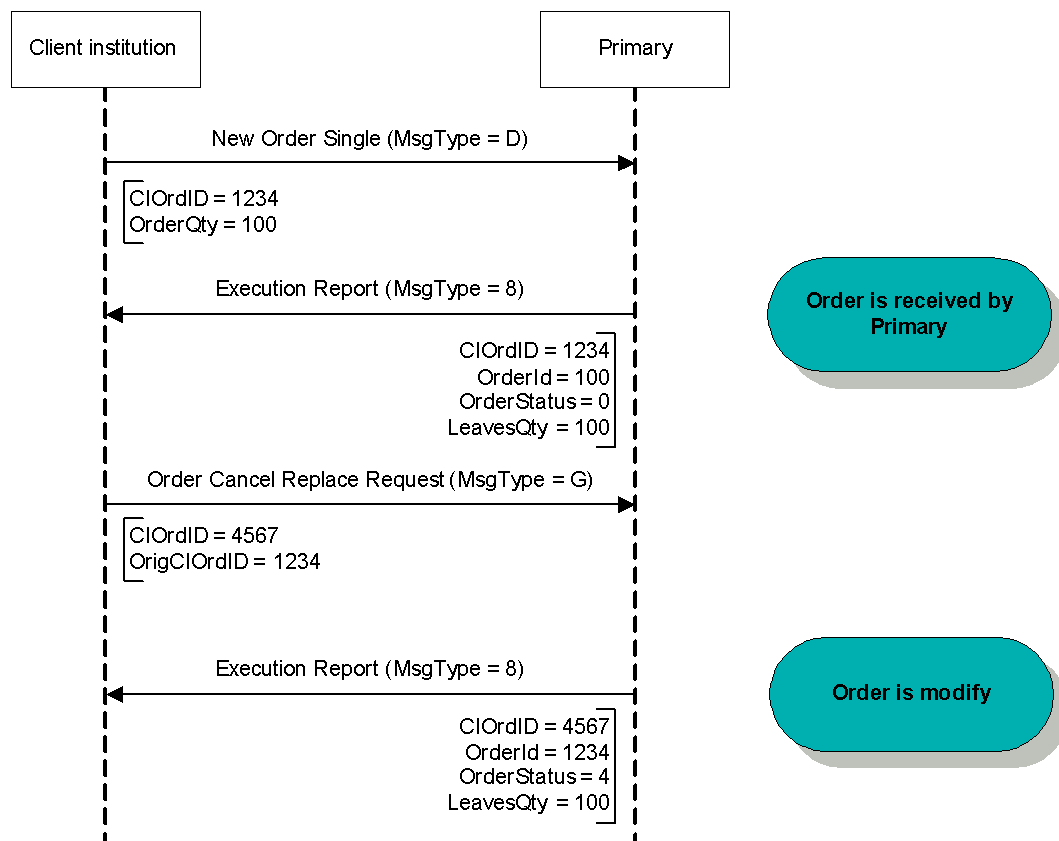 Client institution
Primary
New Order Single (MsgType = D)
ClOrdID = 1234
OrderQty = 100
Execution Report (MsgType = 8)
Order is received by
Primary
ClOrdID = 1234
OrderId = 100
OrderStatus = 0
LeavesQty = 100
Order Cancel Replace Request (MsgType = G)
ClOrdID = 4567
OrigClOrdID = 1234
Execution Report (MsgType = 8)
Order is modify
ClOrdID = 4567
OrderId = 1234
OrderStatus = 4
LeavesQty = 100